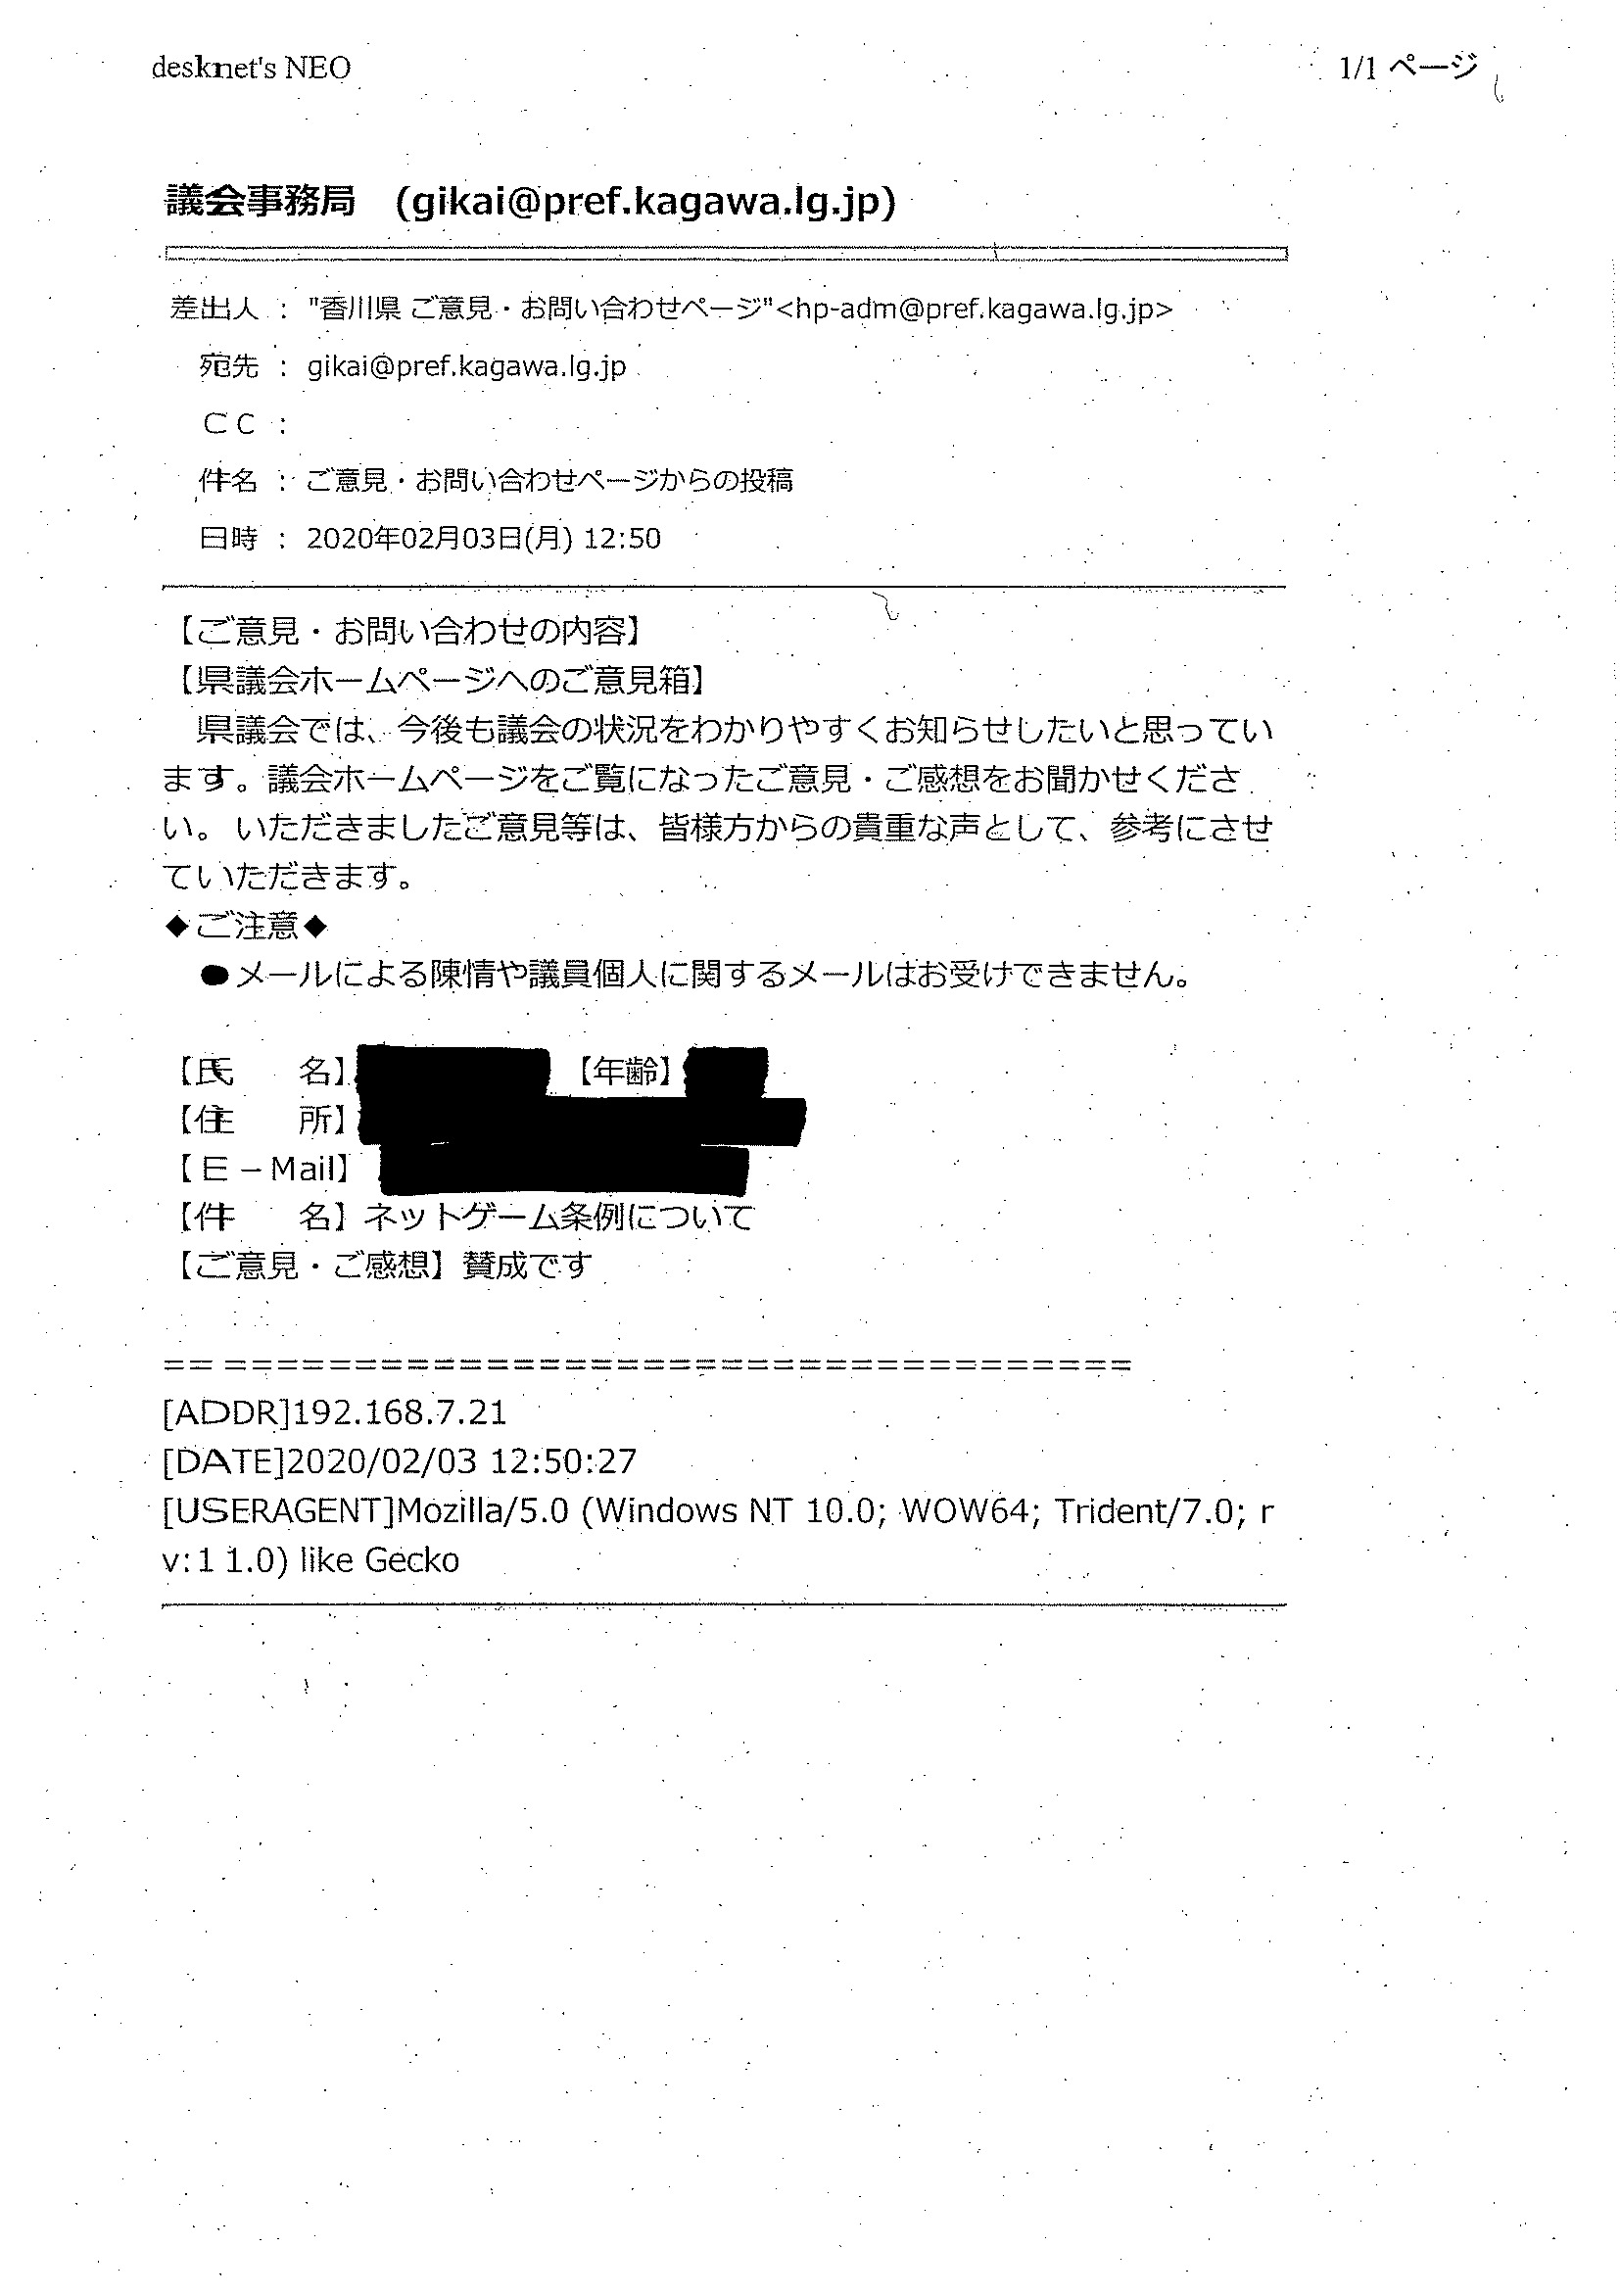 desknet's NEO
1/1 ページ
議会事務局　(gikai@pref.kagawa.lg.jp)
差出人 : "香川県 ご意見・お問い合わせページ"<hp-adm@pref.kagawa.lg.jp>
宛先 : gikai@pref.kagawa.lg.jp
ＣＣ :
件名 : ご意見・お問い合わせページからの投稿
日時 : 2020年02月03日(月) 12:50
【ご意見・お問い合わせの内容】
【県議会ホームページへのご意見箱】
　県議会では、今後も議会の状況をわかりやすくお知らせしたいと思ってい
ます。議会ホームページをご覧になったご意見・ご感想をお聞かせくださ
い。 いただきましたご意見等は、皆様方からの貴重な声として、参考にさせ
ていただきます。
◆ご注意◆
　●メールによる陳情や議員個人に関するメールはお受けできません。
【氏　　名】 【年齢】
【住　　所】
【Ｅ－Mail】
【件　　名】ネットゲーム条例について
【ご意見・ご感想】賛成です
=====================================
[ADDR]192.168.7.21
[DATE]2020/02/03 12:50:27
[USERAGENT]Mozilla/5.0 (Windows NT 10.0; WOW64; Trident/7.0; r
v:11.0) like Gecko